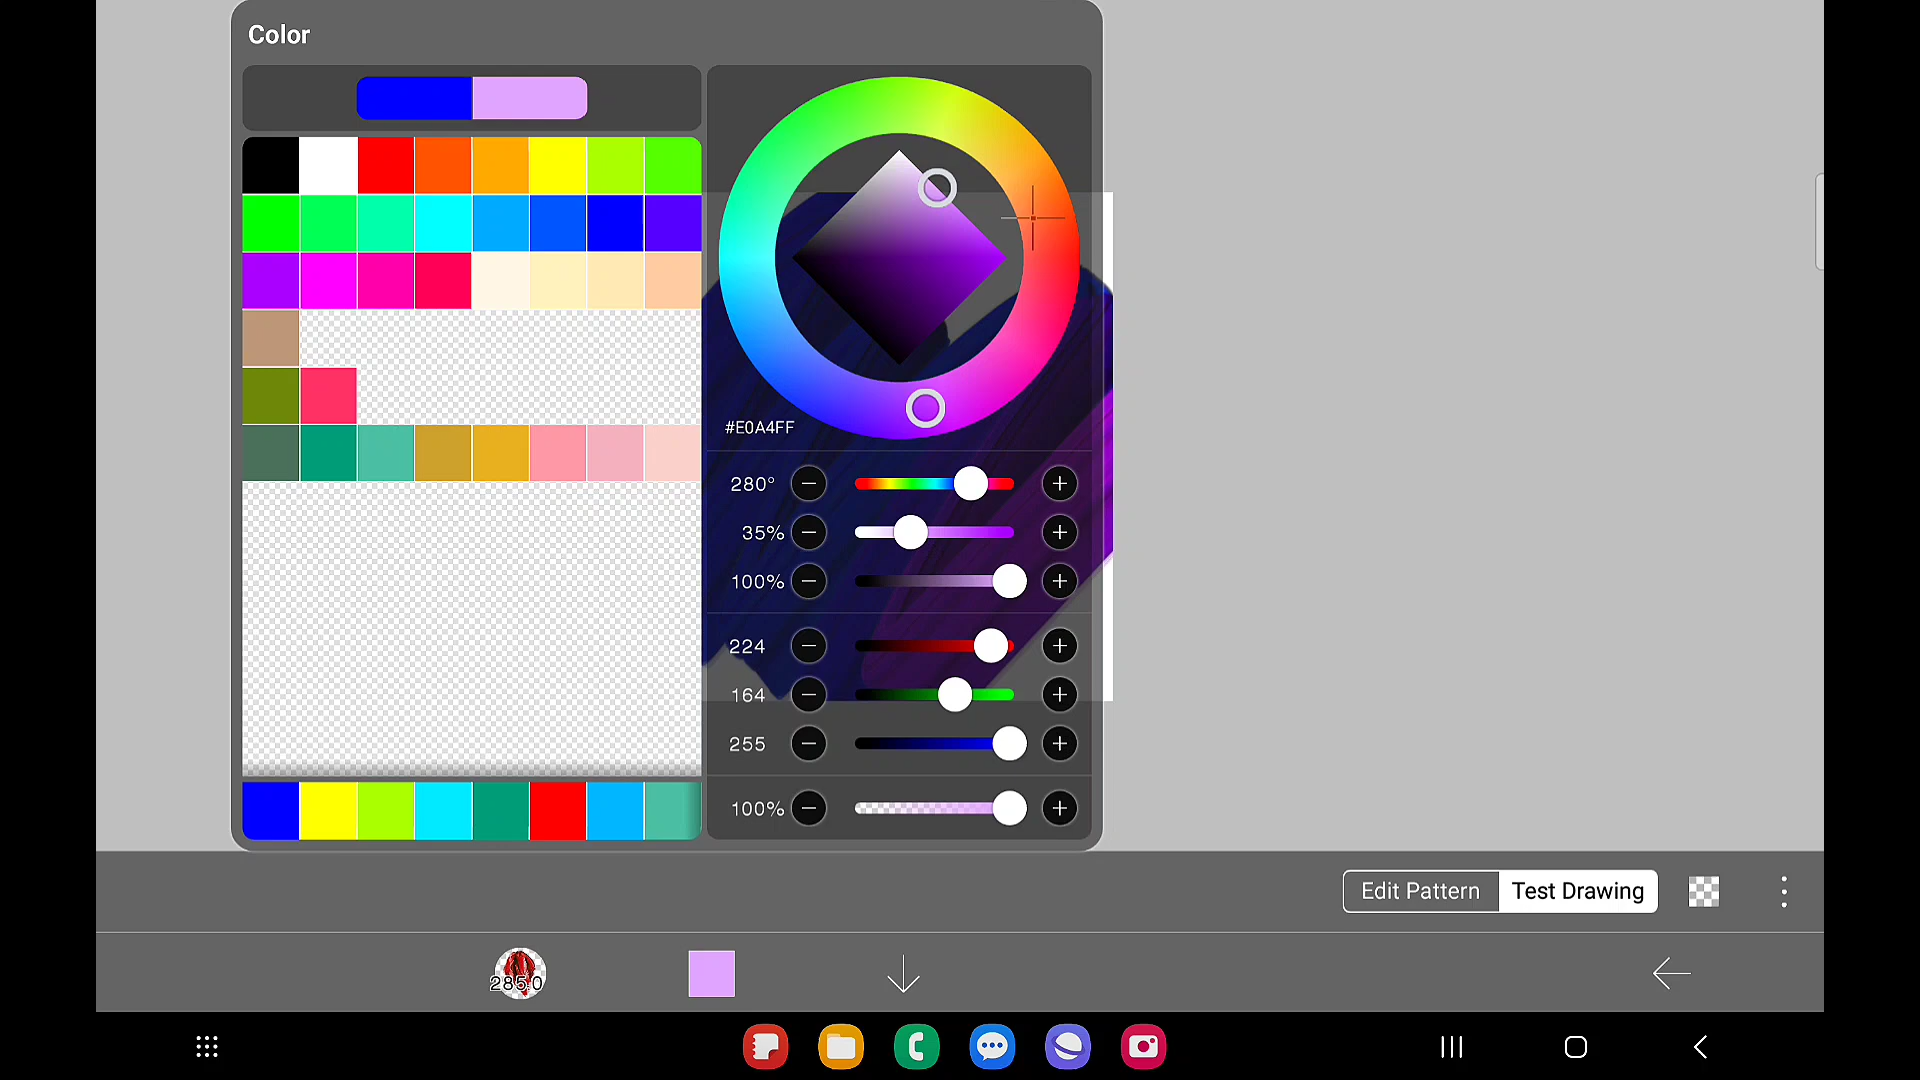 Color
#E0A4FF
280°
35%
100%
224
164
255
100%
Edit Pattern
Test Drawing
285.0